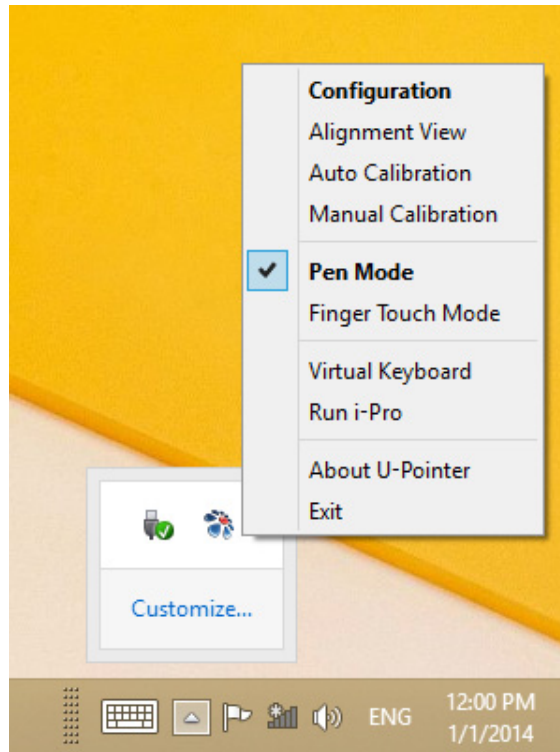 Configuration
Alignment View
Auto Calibration
Manual Calibration
Pen Mode
Finger Touch Mode
Virtual Keyboard
Run i-Pro
About U-Pointer
Exit
Customize...
ENG
12:00 PM
1/1/2014